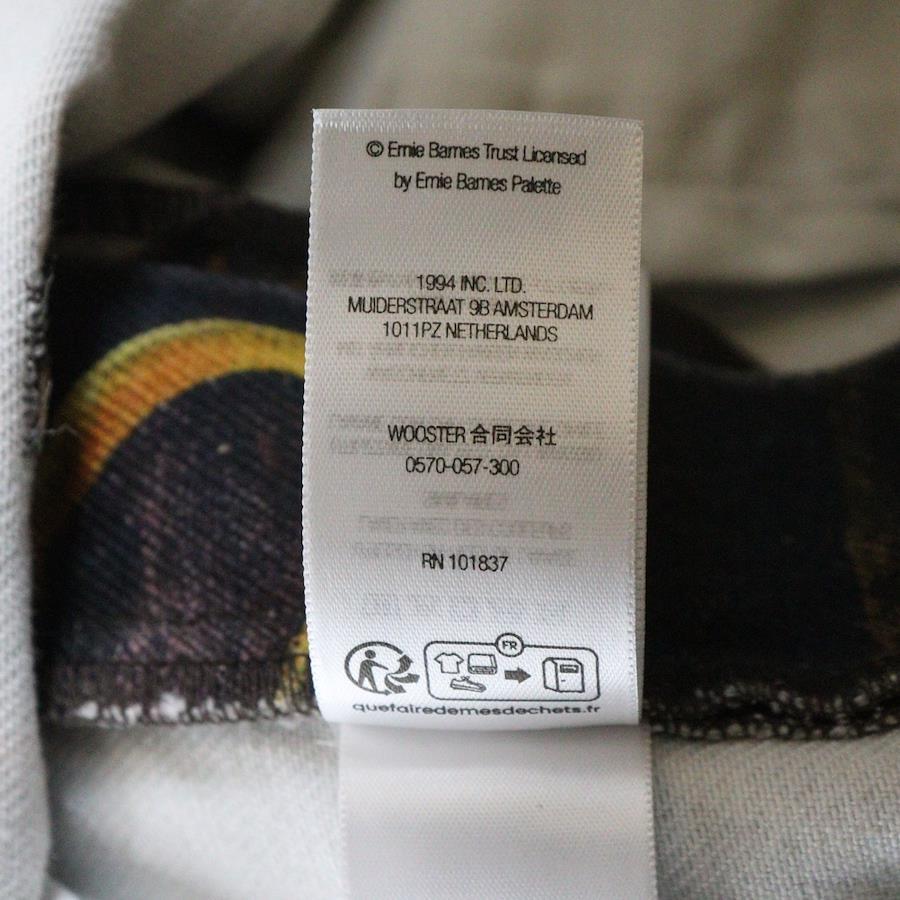 © Ernie Barnes Trust Licensed
by Ernie Barnes Palette
1994 INC. LTD.
MUIDERSTRAAT 9B AMSTERDAM
1011PZ NETHERLANDS
WOOSTER 合同会社
0570-057-300
RN 101837
FR
quefairedemesdechets.fr